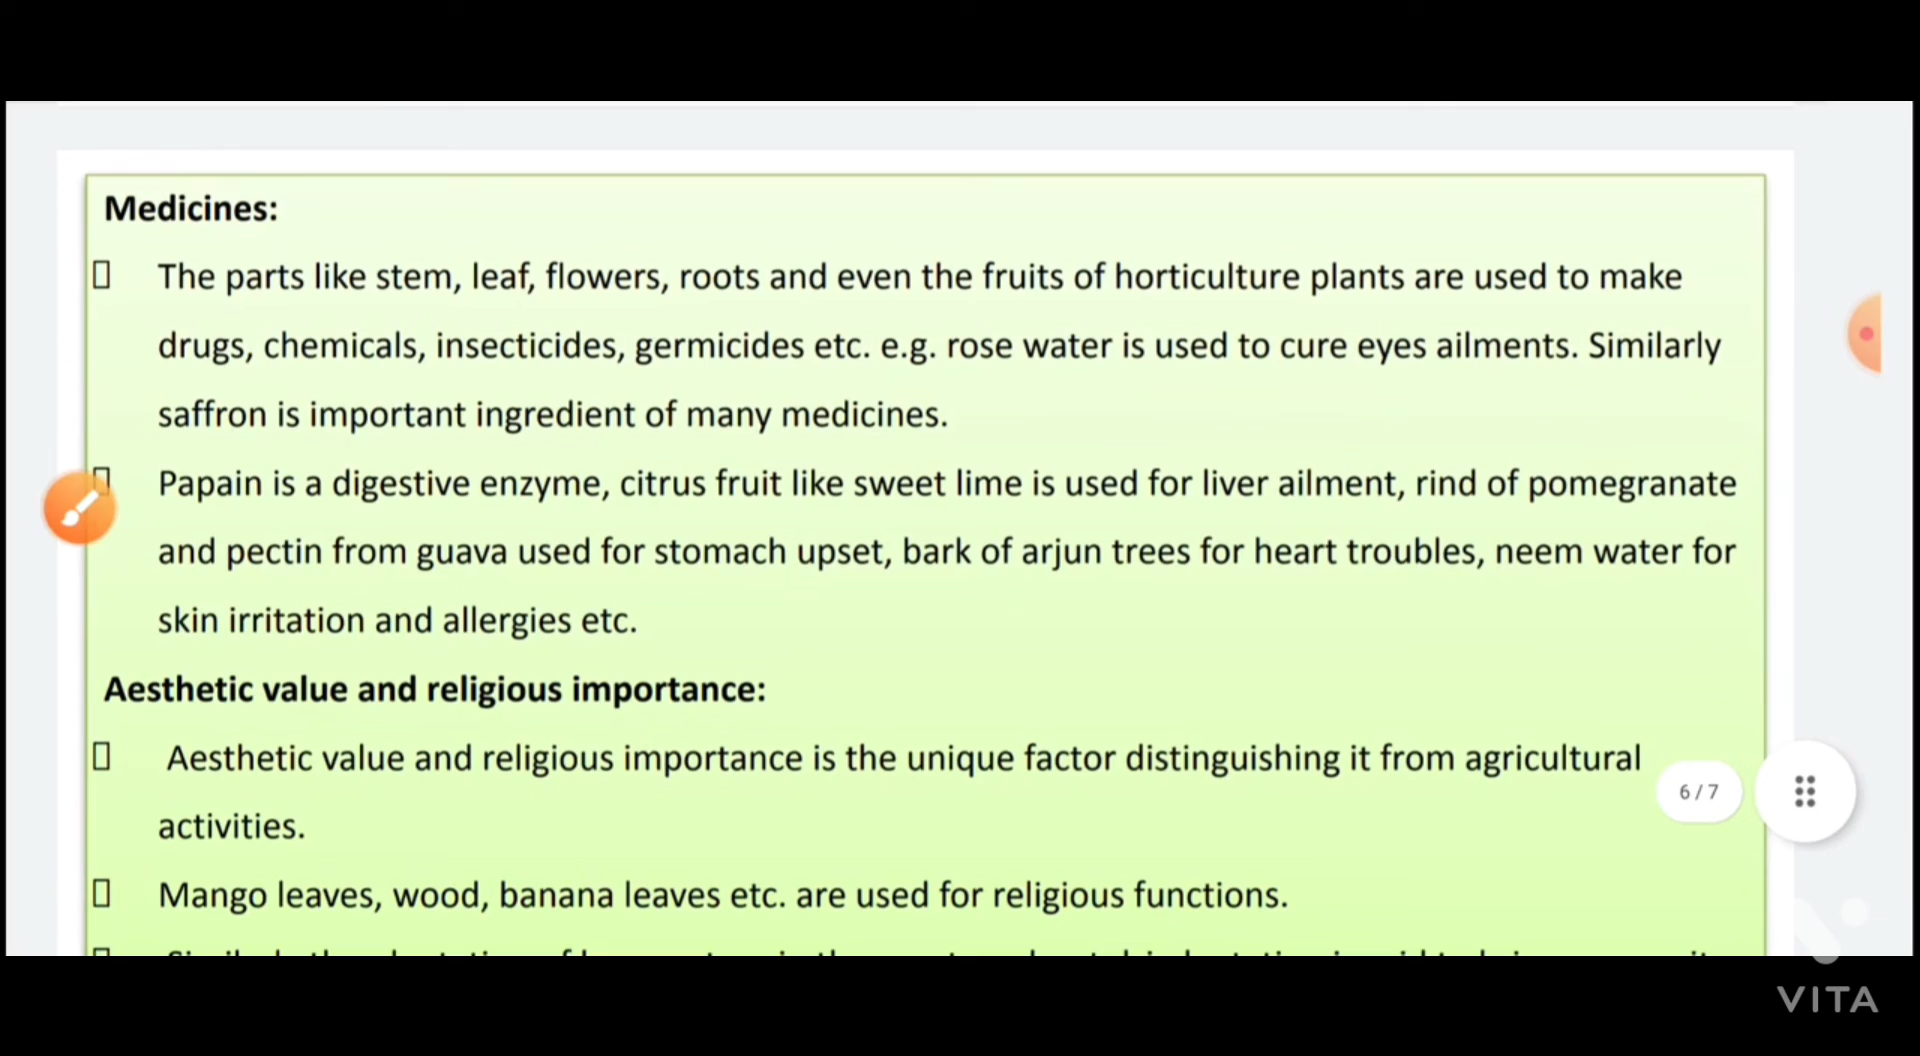 Medicines:
The parts like stem, leaf, flowers, roots and even the fruits of horticulture plants are used to make
drugs, chemicals, insecticides, germicides etc. e.g. rose water is used to cure eyes ailments. Similarly
saffron is important ingredient of many medicines.
Papain is a digestive enzyme, citrus fruit like sweet lime is used for liver ailment, rind of pomegranate
and pectin from guava used for stomach upset, bark of arjun trees for heart troubles, neem water for
skin irritation and allergies etc.
Aesthetic value and religious importance:
Aesthetic value and religious importance is the unique factor distinguishing it from agricultural
activities.
6 / 7
Mango leaves, wood, banana leaves etc. are used for religious functions.
VITA